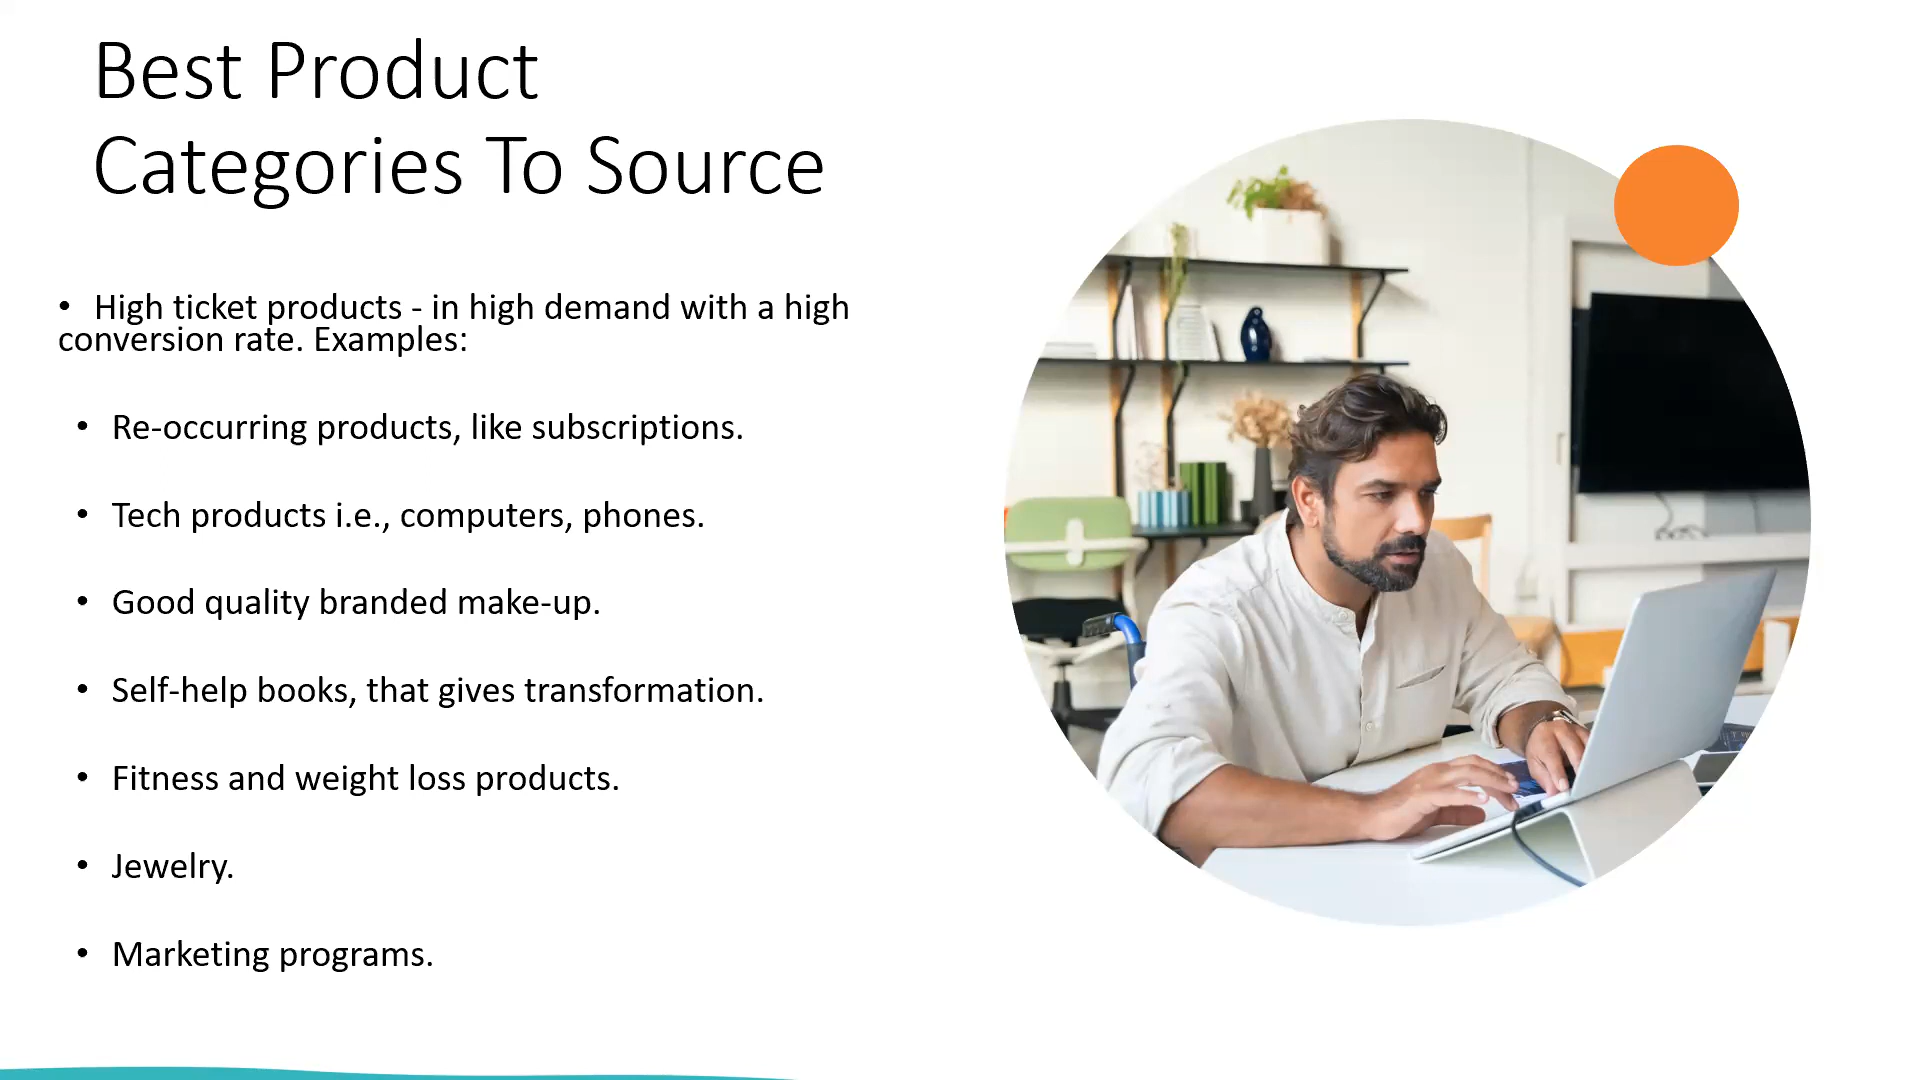 Best Product
Categories To Source
• High ticket products - in high demand with a high
conversion rate. Examples:
• Re-occurring products, like subscriptions.
• Tech products i.e., computers, phones.
• Good quality branded make-up.
• Self-help books, that gives transformation.
• Fitness and weight loss products.
• Jewelry.
• Marketing programs.